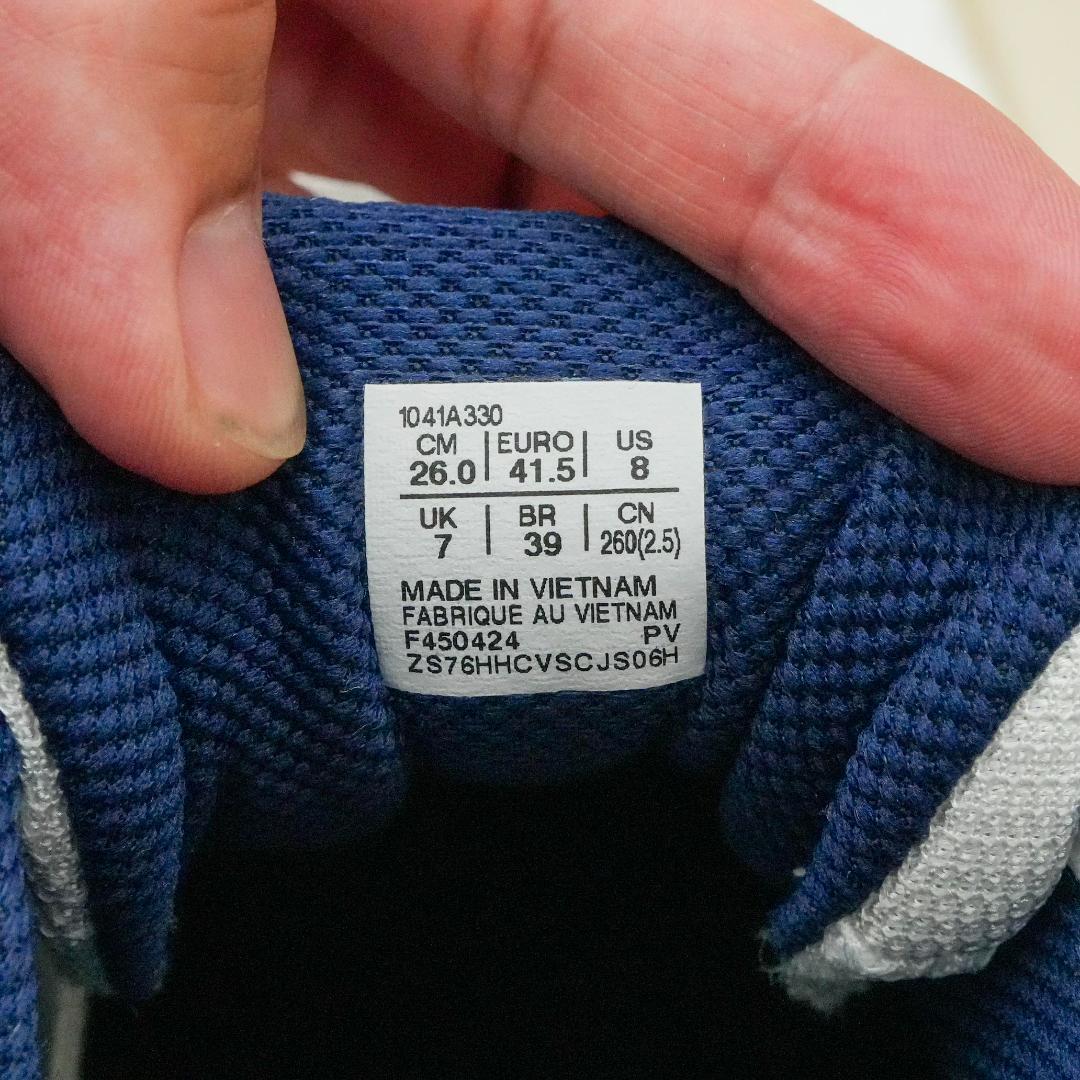 1041A330
CM | EURO | US
26.0 | 41.5 | 8
UK | BR | CN
7 | 39 | 260(2.5)
MADE IN VIETNAM
FABRIQUE AU VIETNAM
F450424 PV
ZS76HHCVSCJS06H